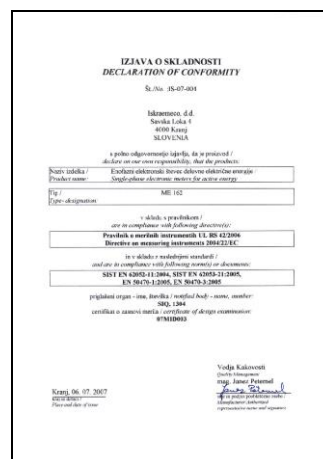 IZJAVA O SKLADNOSTI
DECLARATION OF CONFORMITY
Št./No. :IS-07-004
Iskraemeco, d.d.
Savska Loka 4
4000 Kranj
SLOVENIA
s polno odgovornostjo izjavlja, da je proizvod /
declare on our own responsibility, that the products:
Naziv izdelka / Enofazni elektronski števec delovne električne energije /
Product name: Single-phase electronic meters for active energy
Tip / ME 162
Type- designation
v skladu s pravilnikom /
are in compliance with following directive(s):
Pravilnik o merilnih instrumentih UL RS 42/2006
Directive on measuring instruments 2004/22/EC
in v skladu z naslednjimi standardi /
and are in compliance with following norm(s) or documents:
SIST EN 62052-11:2004, SIST EN 62053-21:2005,
EN 50470-1:2005, EN 50470-3:2005
priglašeni organ - ime, številka / notified body - name, number:
SIQ, 1304
certifikat o zasnovi merila / certificate of design examination:
07MID003
Vodja Kakovosti
Quality Management
mag. Janez Peternel
Kranj, 06. 07. 2007
Place and date of issue
Manufacturer/Authorized
representative name and signature